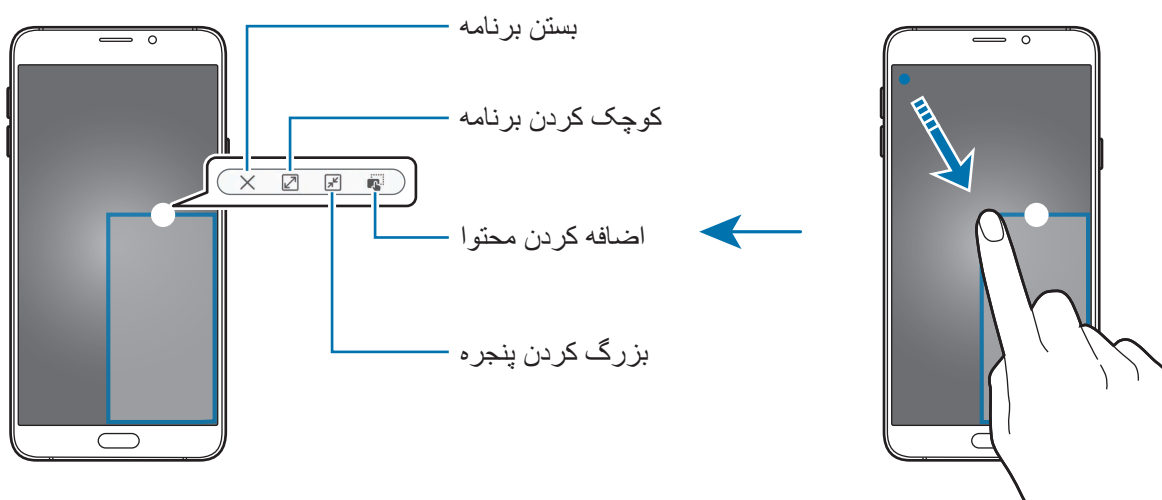 بستن برنامه
کوچک کردن برنامه
اضافه کردن محتوا
بزرگ کردن پنجره